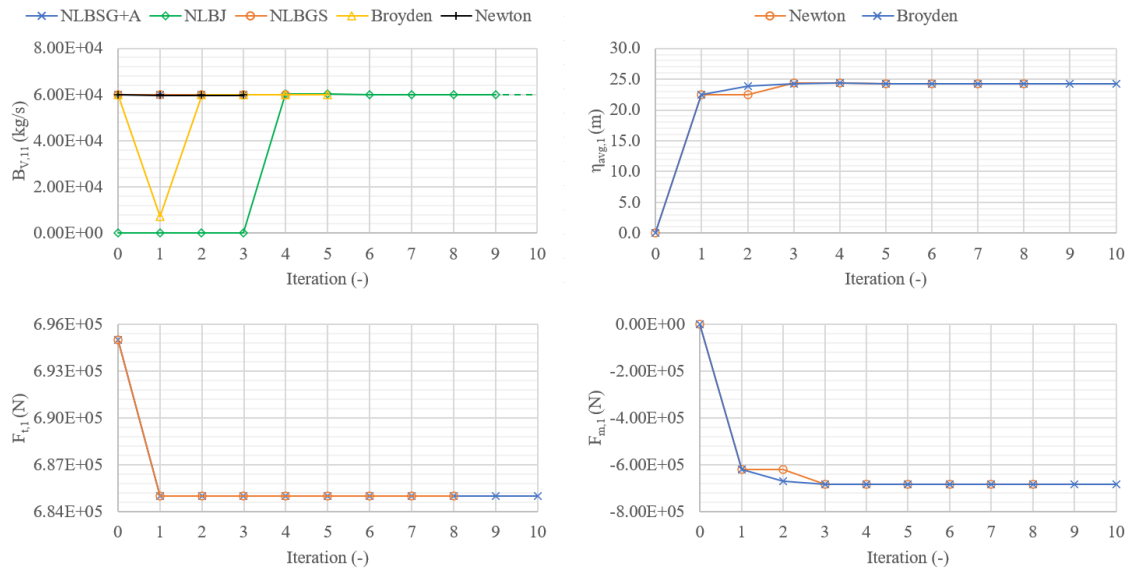 NLBSG+A NLBJ NLBGS Broyden Newton
8.00E+04
6.00E+04
4.00E+04
2.00E+04
0.00E+00
B_V,11 (kg/s)
0 1 2 3 4 5 6 7 8 9 10
Iteration (-)
Newton Broyden
30.0
25.0
20.0
15.0
10.0
5.0
0.0
η_avg,1 (m)
0 1 2 3 4 5 6 7 8 9 10
Iteration (-)
6.96E+05
6.93E+05
6.90E+05
6.87E+05
6.84E+05
F_t,1 (N)
0 1 2 3 4 5 6 7 8 9 10
Iteration (-)
0.00E+00
-2.00E+05
-4.00E+05
-6.00E+05
-8.00E+05
F_m,1 (N)
0 1 2 3 4 5 6 7 8 9 10
Iteration (-)